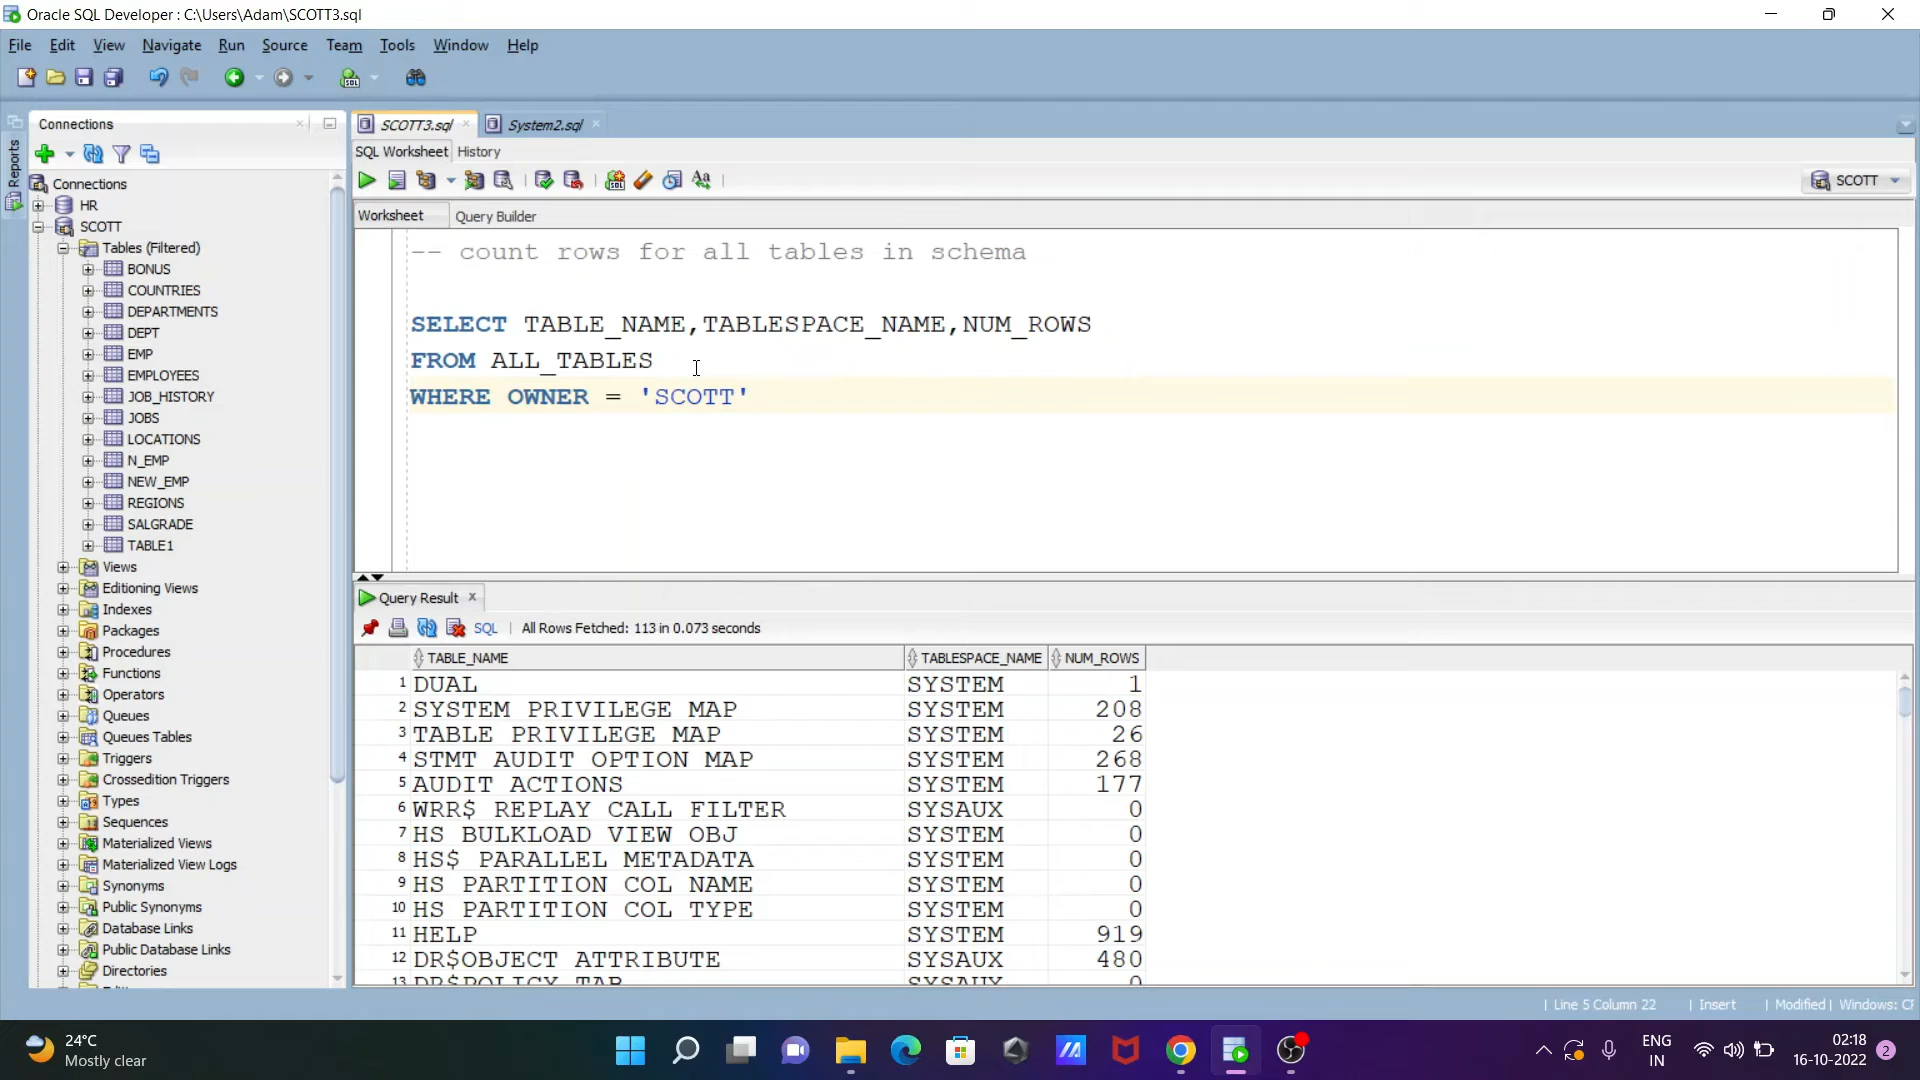 Oracle SQL Developer : C:\Users\Adam\SCOTT3.sql
File Edit View Navigate Run Source Team Tools Window Help
Connections
SCOTT3.sql System2.sql
SQL Worksheet History
SCOTT
Worksheet Query Builder
Reports
Connections
HR
SCOTT
Tables (Filtered)
BONUS
COUNTRIES
DEPARTMENTS
DEPT
EMP
EMPLOYEES
JOB_HISTORY
JOBS
LOCATIONS
N_EMP
NEW_EMP
REGIONS
SALGRADE
TABLE1
Views
Editioning Views
Indexes
Packages
Procedures
Functions
Operators
Queues
Queues Tables
Triggers
Crossedition Triggers
Types
Sequences
Materialized Views
Materialized View Logs
Synonyms
Public Synonyms
Database Links
Public Database Links
Directories
-- count rows for all tables in schema
SELECT TABLE_NAME,TABLESPACE_NAME,NUM_ROWS
FROM ALL_TABLES
WHERE OWNER = 'SCOTT'
Query Result
SQL | All Rows Fetched: 113 in 0.073 seconds
TABLE_NAME TABLESPACE_NAME NUM_ROWS
1 DUAL SYSTEM 1
2 SYSTEM PRIVILEGE MAP SYSTEM 208
3 TABLE PRIVILEGE MAP SYSTEM 26
4 STMT AUDIT OPTION MAP SYSTEM 268
5 AUDIT ACTIONS SYSTEM 177
6 WRR$ REPLAY CALL FILTER SYSAUX 0
7 HS BULKLOAD VIEW OBJ SYSTEM 0
8 HS$ PARALLEL METADATA SYSTEM 0
9 HS PARTITION COL NAME SYSTEM 0
10 HS PARTITION COL TYPE SYSTEM 0
11 HELP SYSTEM 919
12 DR$OBJECT ATTRIBUTE SYSAUX 480
13 DR$POLICY TAB SYSAUX 0
| Line 5 Column 22 | Insert | Modified | Windows: CF
24°C
Mostly clear
ENG
IN
02:18
16-10-2022
2